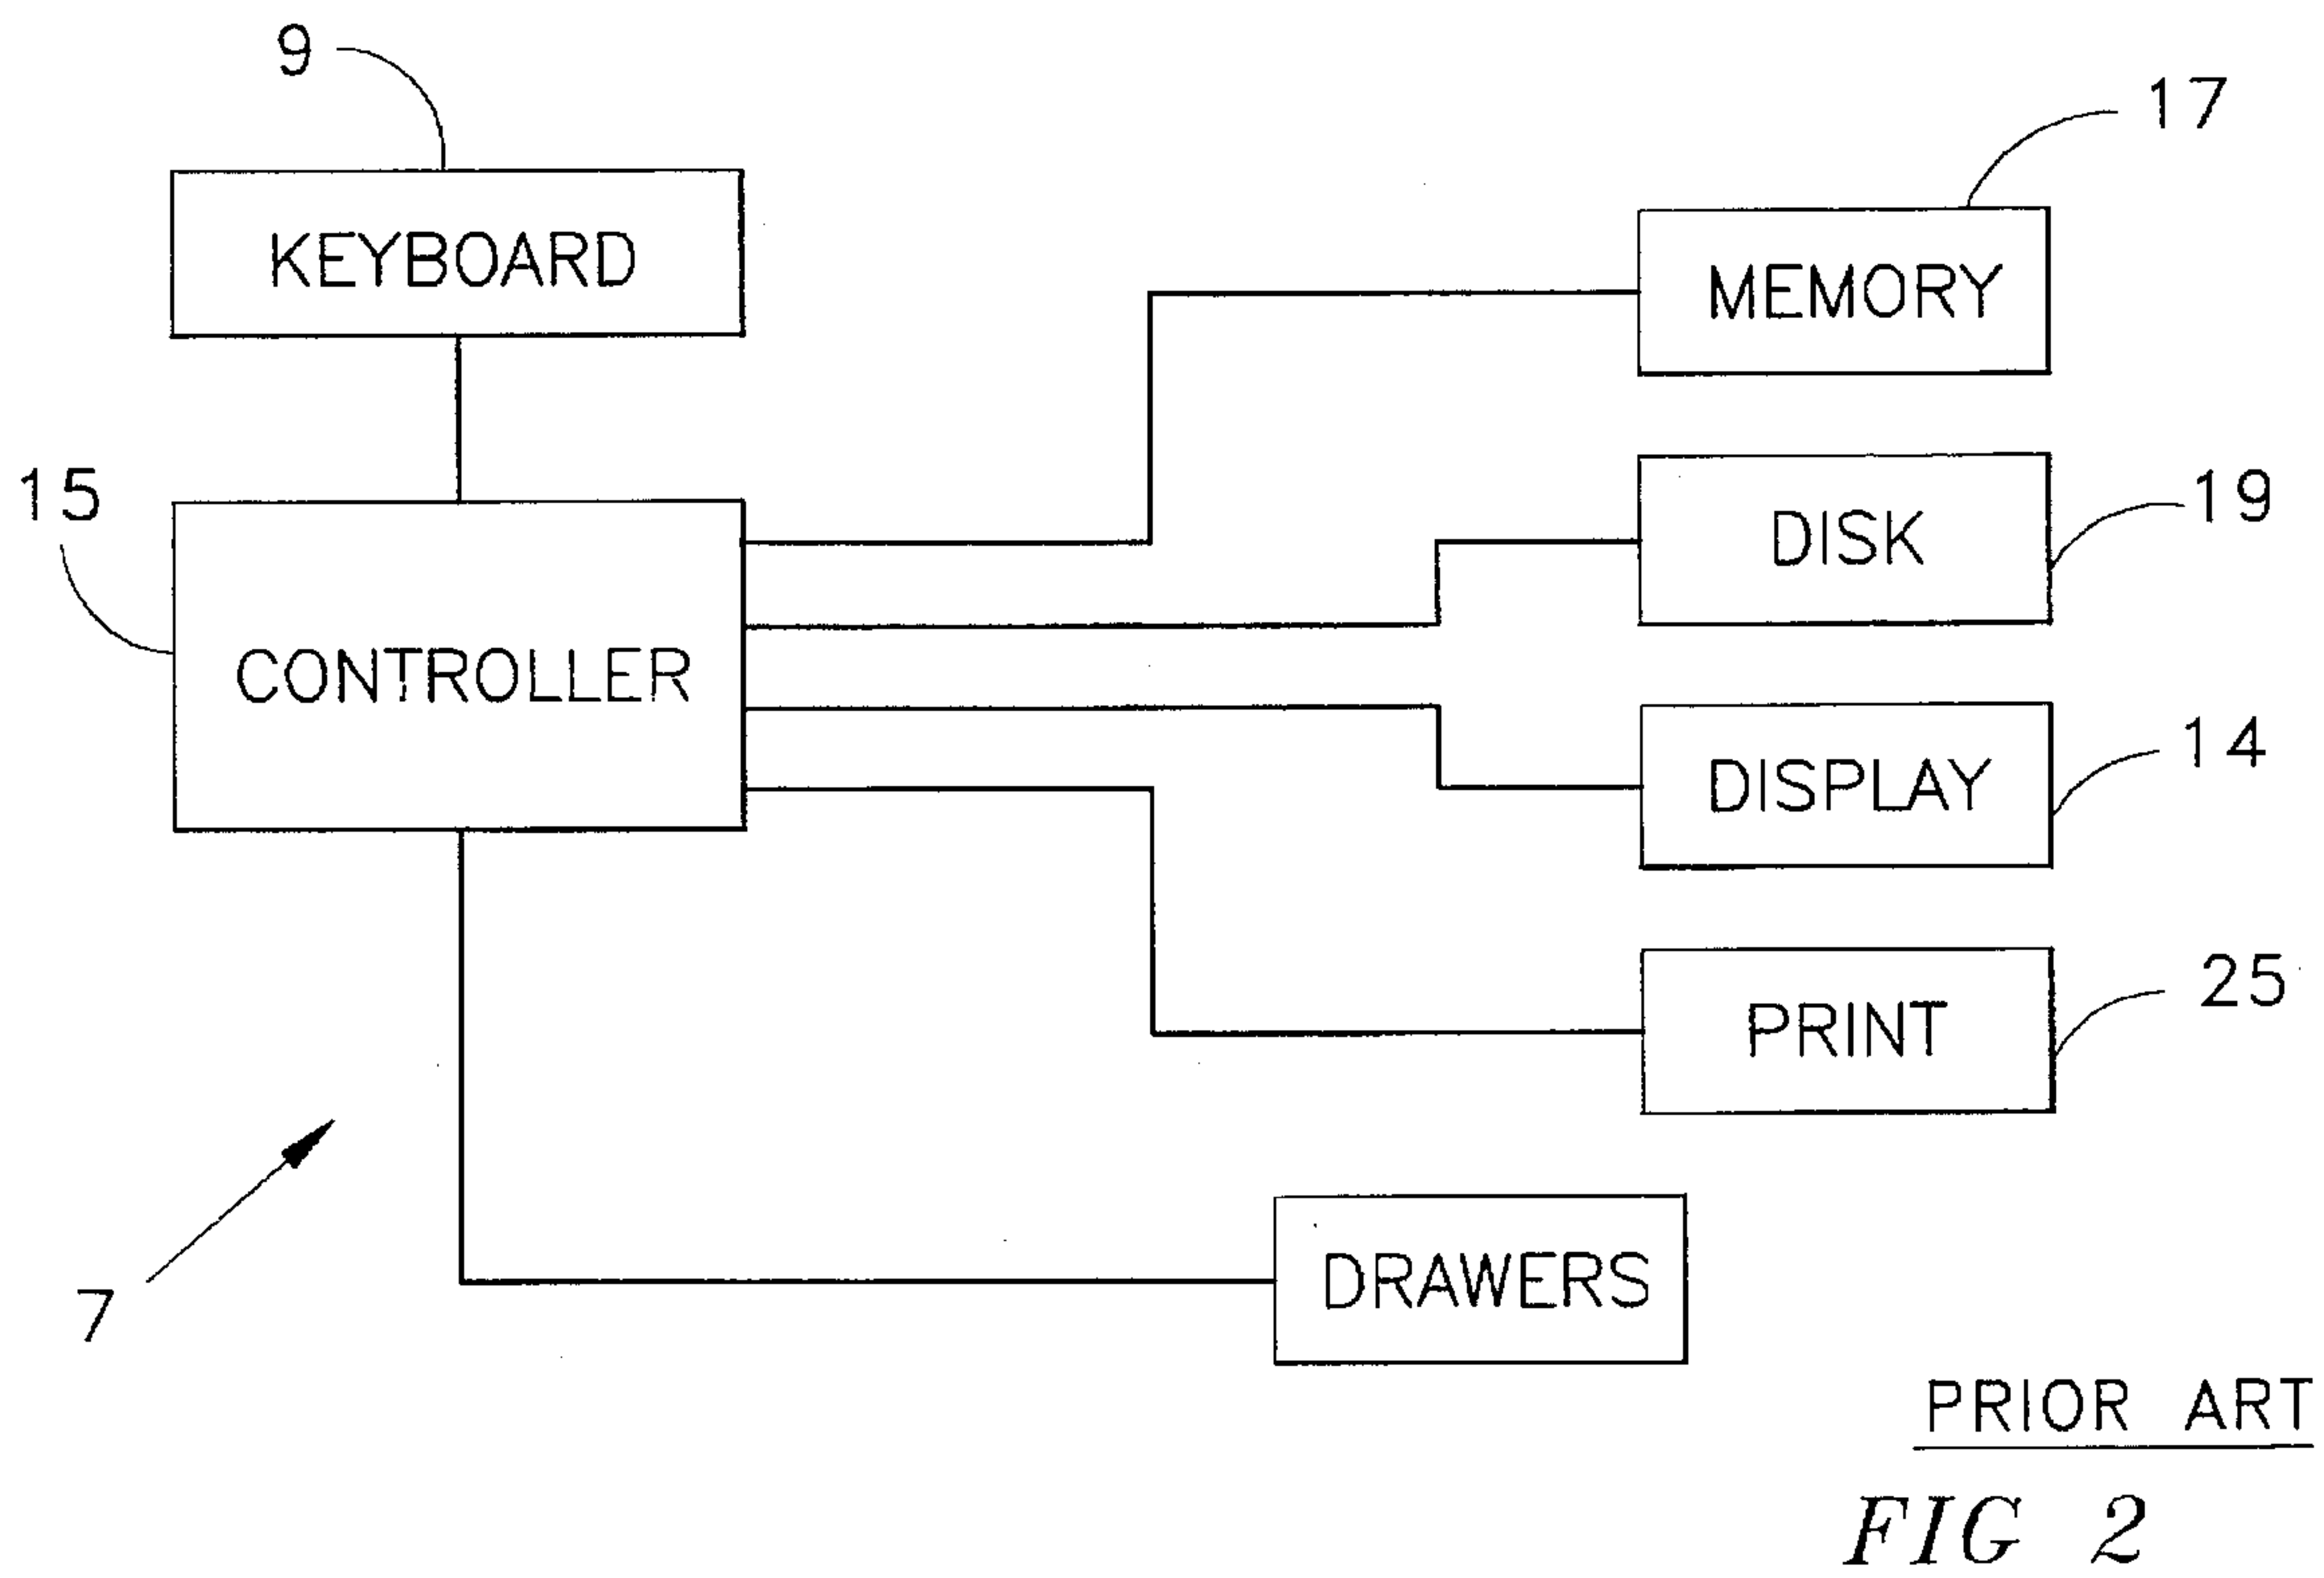 9
17
KEYBOARD
MEMORY
15
19
DISK
CONTROLLER
14
DISPLAY
25
PRINT
7
DRAWERS
PRIOR ART
FIG 2